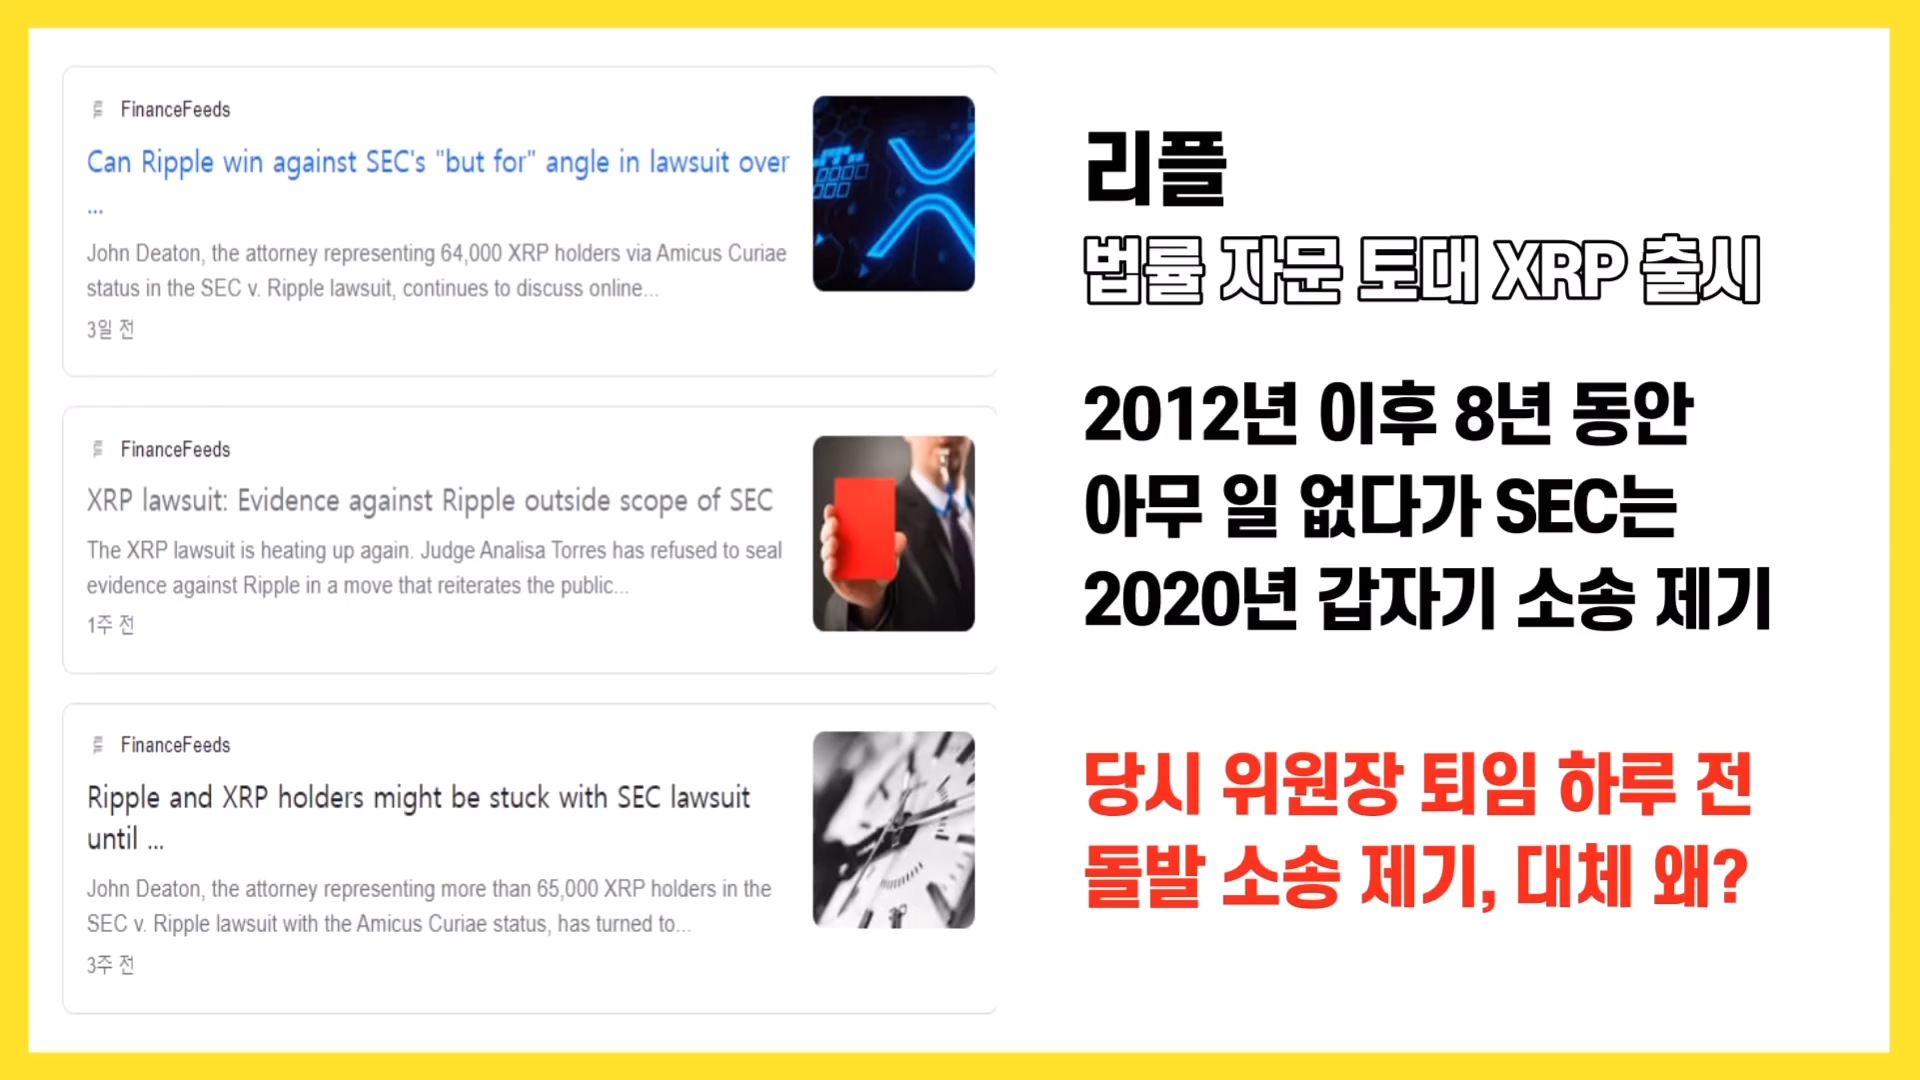 FinanceFeeds
Can Ripple win against SEC's "but for" angle in lawsuit over
...
John Deaton, the attorney representing 64,000 XRP holders via Amicus Curiae
status in the SEC v. Ripple lawsuit, continues to discuss online...
3일 전
FinanceFeeds
XRP lawsuit: Evidence against Ripple outside scope of SEC
The XRP lawsuit is heating up again. Judge Analisa Torres has refused to seal
evidence against Ripple in a move that reiterates the public...
1주 전
FinanceFeeds
Ripple and XRP holders might be stuck with SEC lawsuit
until ...
John Deaton, the attorney representing more than 65,000 XRP holders in the
SEC v. Ripple lawsuit with the Amicus Curiae status, has turned to...
3주 전
리플
법률 자문 토대 XRP 출시
2012년 이후 8년 동안
아무 일 없다가 SEC는
2020년 갑자기 소송 제기
당시 위원장 퇴임 하루 전
돌발 소송 제기, 대체 왜?